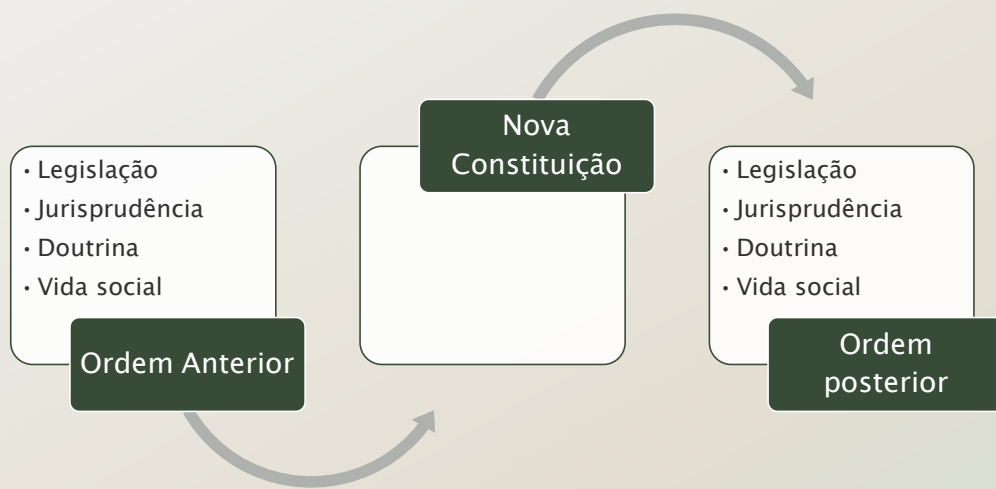 • Legislação
• Jurisprudência
• Doutrina
• Vida social
Ordem Anterior
Nova
Constituição
• Legislação
• Jurisprudência
• Doutrina
• Vida social
Ordem
posterior